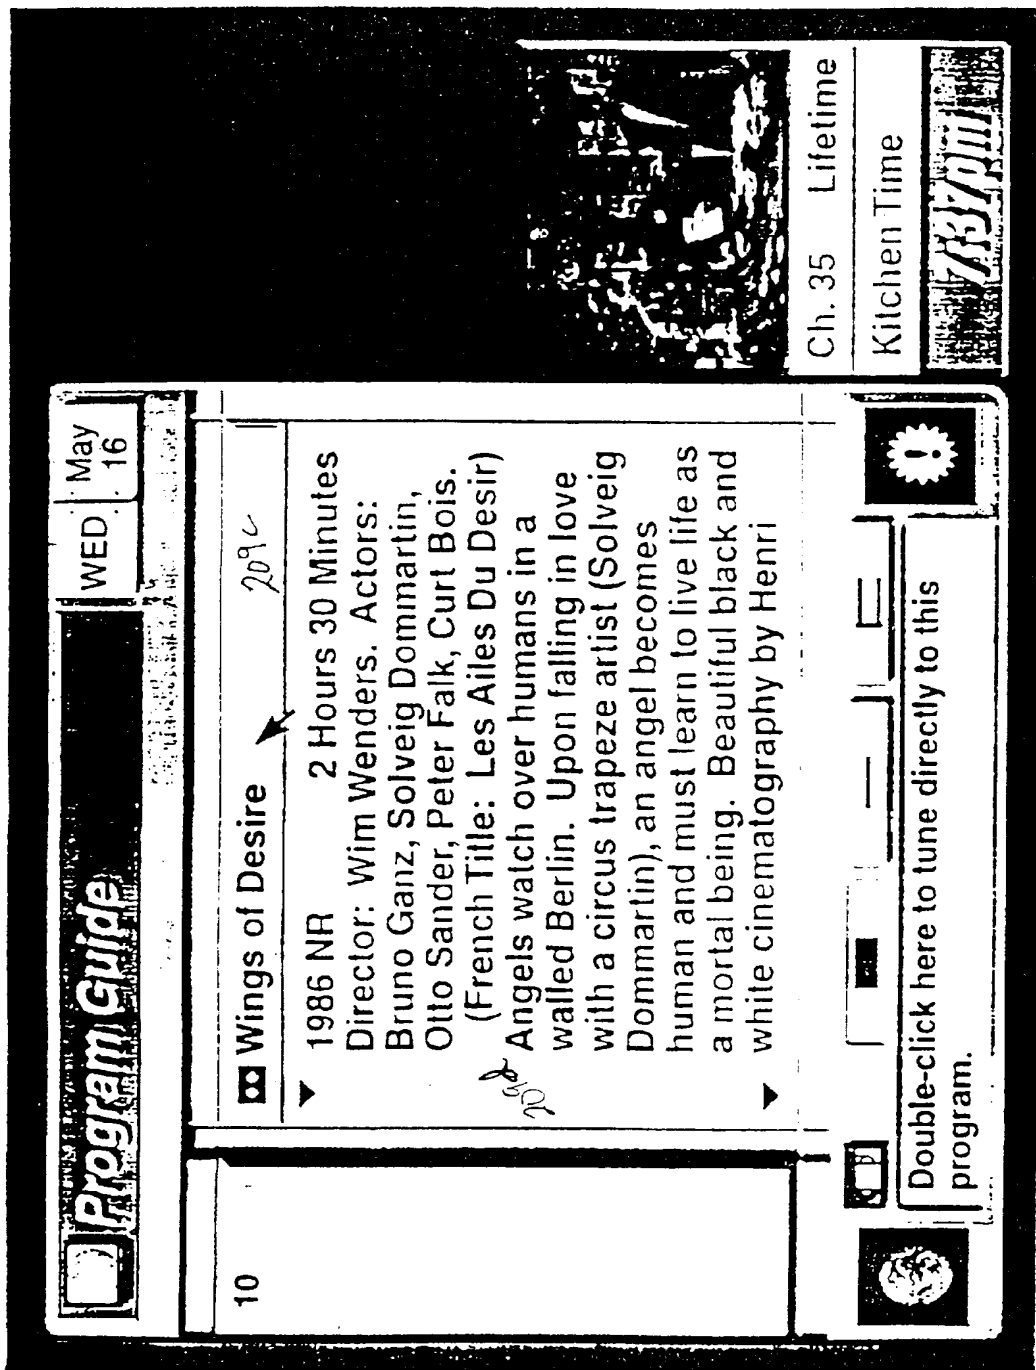 Program Guide
WED
May
16
10
Wings of Desire
209c
1986 NR 2 Hours 30 Minutes
Director: Wim Wenders. Actors:
Bruno Ganz, Solveig Dommartin,
Otto Sander, Peter Falk, Curt Bois.
(French Title: Les Ailes Du Desir)
209d
Angels watch over humans in a
walled Berlin. Upon falling in love
with a circus trapeze artist (Solveig
Dommartin), an angel becomes
human and must learn to live life as
a mortal being. Beautiful black and
white cinematography by Henri
Double-click here to tune directly to this
program.
!
Ch. 35 Lifetime
Kitchen Time
7:37pm